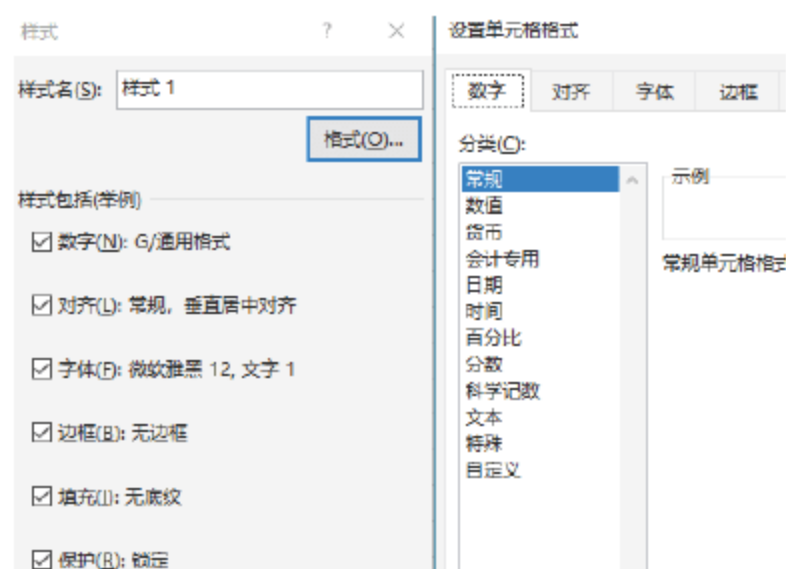 样式 ? ×
样式名(S): 样式 1
格式(O)...
样式包括(举例)
数字(N): G/通用格式
对齐(L): 常规，垂直居中对齐
字体(F): 微软雅黑 12, 文字 1
边框(B): 无边框
填充(I): 无底纹
保护(R): 锁定
设置单元格格式
数字 对齐 字体 边框
分类(C):
常规
数值
货币
会计专用
日期
时间
百分比
分数
科学记数
文本
特殊
自定义
示例
常规单元格格式